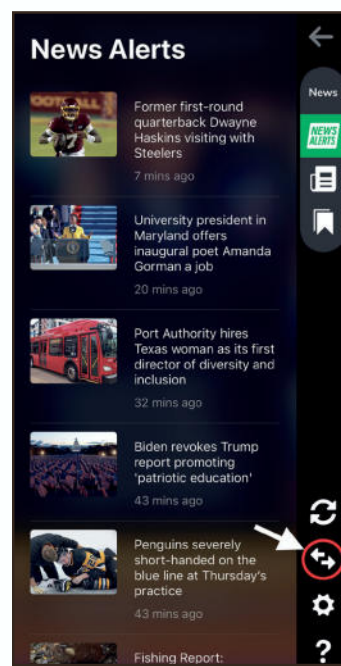 News Alerts
News
NEWS
ALERTS
Former first-round
quarterback Dwayne
Haskins visiting with
Steelers
7 mins ago
University president in
Maryland offers
inaugural poet Amanda
Gorman a job
20 mins ago
Port Authority hires
Texas woman as its first
director of diversity and
inclusion
32 mins ago
Biden revokes Trump
report promoting
'patriotic education'
43 mins ago
Penguins severely
short-handed on the
blue line at Thursday's
practice
43 mins ago
Fishing Report:
?